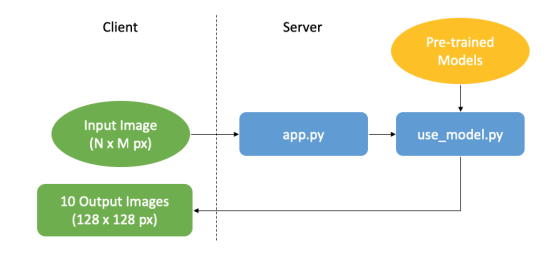 Client
Server
Pre-trained
Models
Input Image
(N x M px)
app.py
use_model.py
10 Output Images
(128 x 128 px)